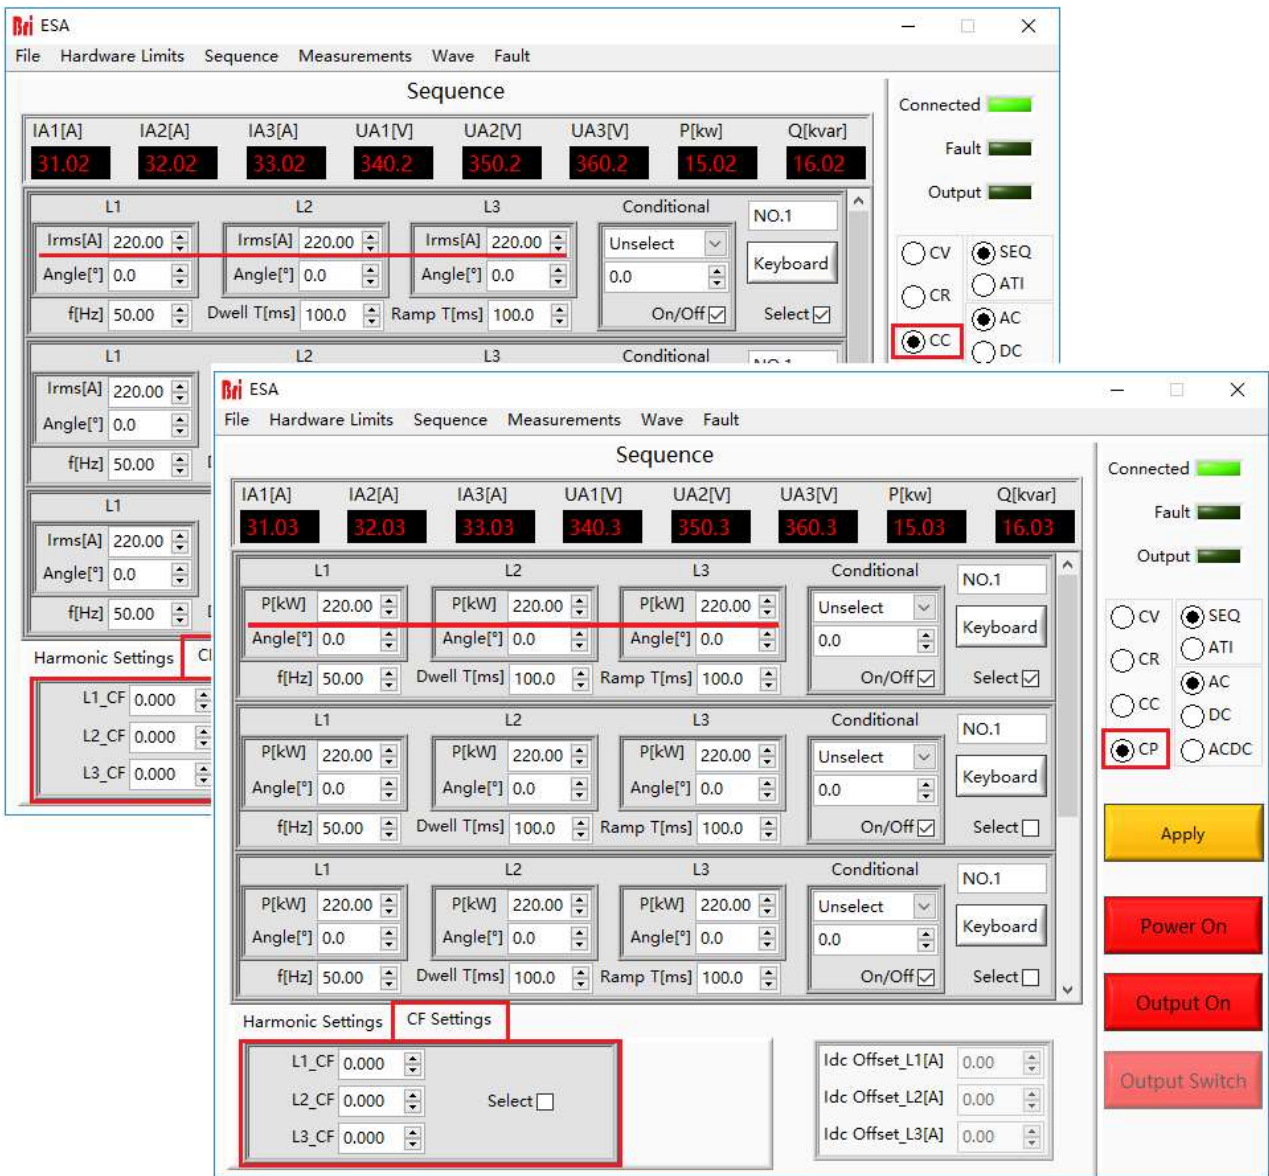 Bri ESA
File Hardware Limits Sequence Measurements Wave Fault
Sequence
Connected
IA1[A] IA2[A] IA3[A] UA1[V] UA2[V] UA3[V] P[kw] Q[kvar]
31.02 32.02 33.02 340.2 350.2 360.2 15.02 16.02
Fault
Output
L1 L2 L3 Conditional NO.1
Irms[A] 220.00 Irms[A] 220.00 Irms[A] 220.00 Unselect Keyboard
Angle[°] 0.0 Angle[°] 0.0 Angle[°] 0.0 0.0
f[Hz] 50.00 Dwell T[ms] 100.0 Ramp T[ms] 100.0 On/Off Select
CV SEQ
CR ATI
CC AC
DC
L1 L2 L3 Conditional
Irms[A] 220.00
Angle[°] 0.0
f[Hz] 50.00
L1
Irms[A] 220.00
Angle[°] 0.0
f[Hz] 50.00
Harmonic Settings
L1_CF 0.000
L2_CF 0.000
L3_CF 0.000
Bri ESA
File Hardware Limits Sequence Measurements Wave Fault
Sequence
Connected
IA1[A] IA2[A] IA3[A] UA1[V] UA2[V] UA3[V] P[kw] Q[kvar]
31.03 32.03 33.03 340.3 350.3 360.3 15.03 16.03
Fault
Output
L1 L2 L3 Conditional NO.1
P[kW] 220.00 P[kW] 220.00 P[kW] 220.00 Unselect Keyboard
Angle[°] 0.0 Angle[°] 0.0 Angle[°] 0.0 0.0
f[Hz] 50.00 Dwell T[ms] 100.0 Ramp T[ms] 100.0 On/Off Select
CV SEQ
CR ATI
CC AC
DC
CP ACDC
L1 L2 L3 Conditional NO.1
P[kW] 220.00 P[kW] 220.00 P[kW] 220.00 Unselect Keyboard
Angle[°] 0.0 Angle[°] 0.0 Angle[°] 0.0 0.0
f[Hz] 50.00 Dwell T[ms] 100.0 Ramp T[ms] 100.0 On/Off Select
Apply
L1 L2 L3 Conditional NO.1
P[kW] 220.00 P[kW] 220.00 P[kW] 220.00 Unselect Keyboard
Angle[°] 0.0 Angle[°] 0.0 Angle[°] 0.0 0.0
f[Hz] 50.00 Dwell T[ms] 100.0 Ramp T[ms] 100.0 On/Off Select
Power On
Output On
Output Switch
Harmonic Settings CF Settings
L1_CF 0.000
L2_CF 0.000 Select
L3_CF 0.000
Idc Offset_L1[A] 0.00
Idc Offset_L2[A] 0.00
Idc Offset_L3[A] 0.00